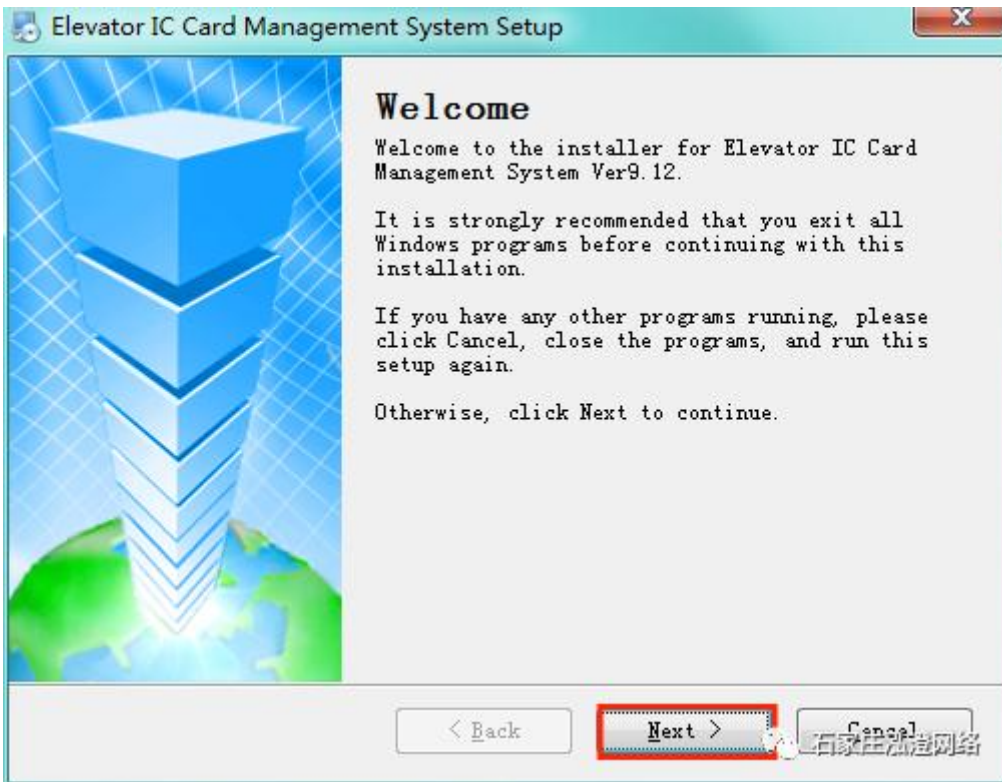 Elevator IC Card Management System Setup
Welcome
Welcome to the installer for Elevator IC Card
Management System Ver9.12.
It is strongly recommended that you exit all
Windows programs before continuing with this
installation.
If you have any other programs running, please
click Cancel, close the programs, and run this
setup again.
Otherwise, click Next to continue.
< Back
Next >
Cancel
石家庄泓澄网络